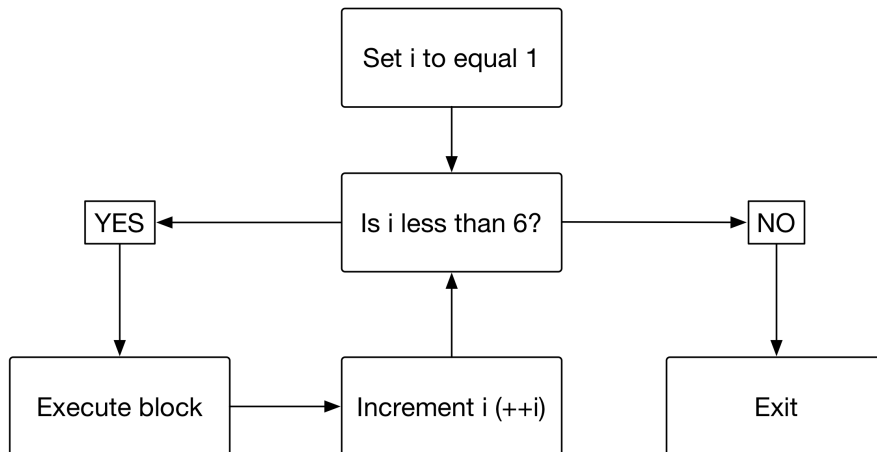 Set i to equal 1
YES
Is i less than 6?
NO
Execute block
Increment i (++i)
Exit